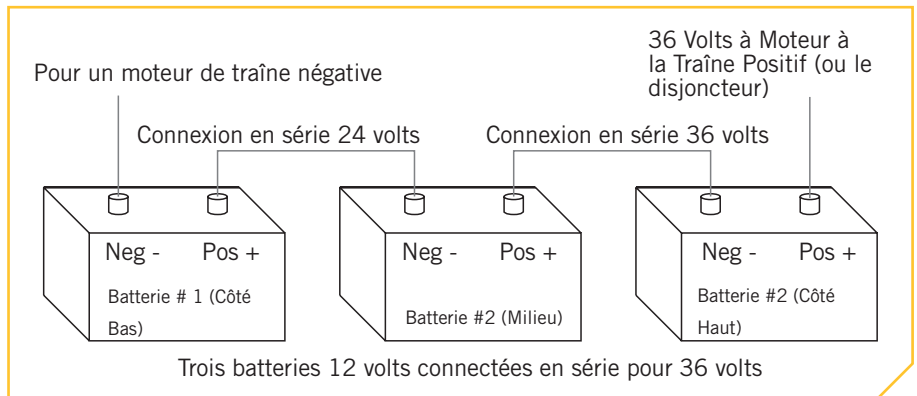 36 Volts à Moteur à
la Traîne Positif (ou le
disjoncteur)
Pour un moteur de traîne négative
Connexion en série 24 volts
Connexion en série 36 volts
Neg - Pos +
Batterie # 1 (Côté
Bas)
Neg - Pos +
Batterie #2 (Milieu)
Neg - Pos +
Batterie #2 (Côté
Haut)
Trois batteries 12 volts connectées en série pour 36 volts